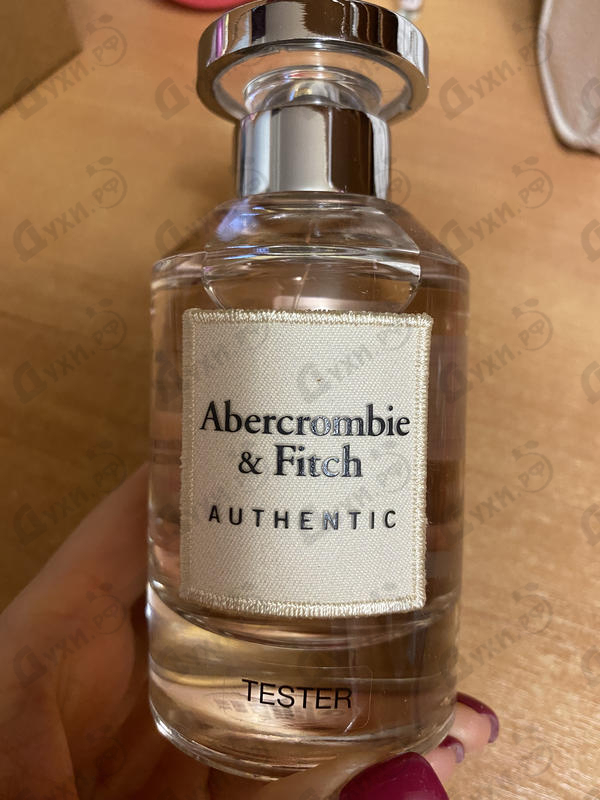 Abercrombie
& Fitch
AUTHENTIC
TESTER
Духи.РФ